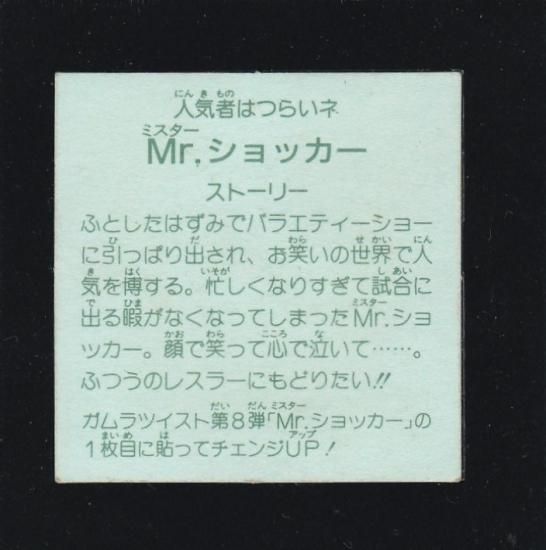 人気者はつらいネ
Mr.ショッカー
ストーリー
ふとしたはずみでバラエティーショー
に引っぱり出され、お笑いの世界で人
気を博する。忙しくなりすぎて試合に
出る暇がなくなってしまったMr.ショ
ッカー。顔で笑って心で泣いて……。
ふつうのレスラーにもどりたい!!
ガムラツイスト第8弾「Mr.ショッカー」の
1枚目に貼ってチェンジUP!